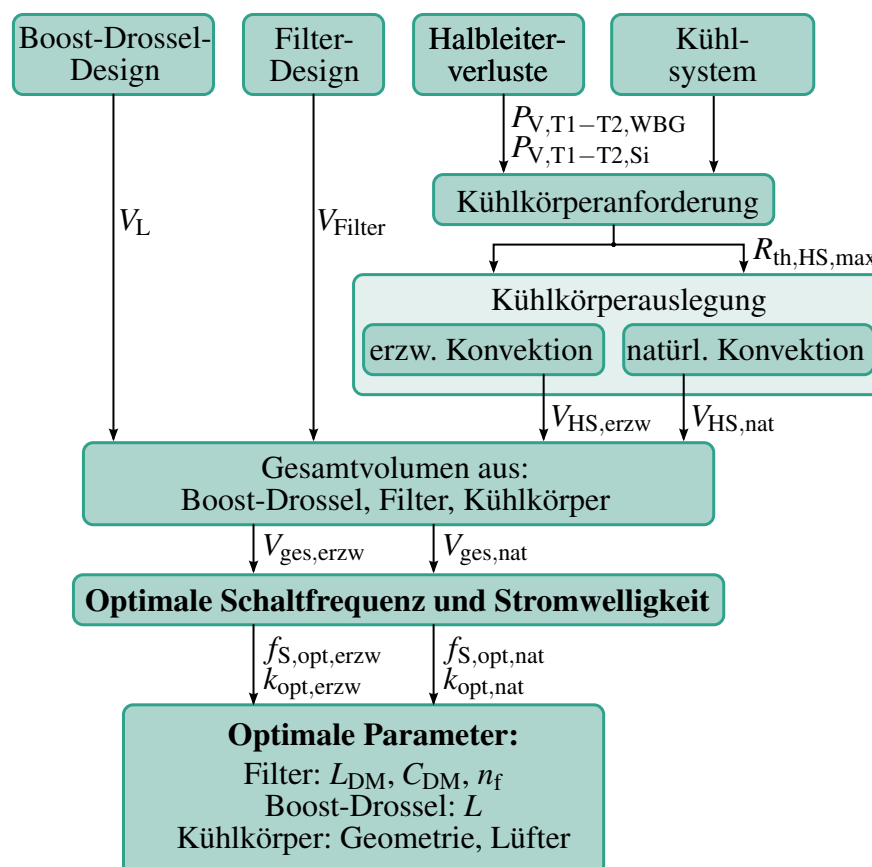 Boost-Drossel-
Design
Filter-
Design
Halbleiter-
verluste
Kühl-
system
P_V,T1−T2,WBG
P_V,T1−T2,Si
Kühlkörperanforderung
V_L
V_Filter
R_th,HS,max
Kühlkörperauslegung
erzw. Konvektion
natürl. Konvektion
V_HS,erzw
V_HS,nat
Gesamtvolumen aus:
Boost-Drossel, Filter, Kühlkörper
V_ges,erzw
V_ges,nat
Optimale Schaltfrequenz und Stromwelligkeit
f_S,opt,erzw
k_opt,erzw
f_S,opt,nat
k_opt,nat
Optimale Parameter:
Filter: L_DM, C_DM, n_f
Boost-Drossel: L
Kühlkörper: Geometrie, Lüfter